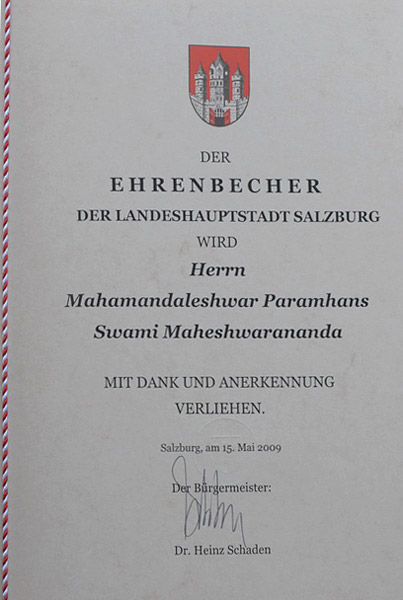 DER
EHRENBECHER
DER LANDESHAUPTSTADT SALZBURG
WIRD
Herrn
Mahamandaleshwar Paramhans
Swami Maheshwarananda
MIT DANK UND ANERKENNUNG
VERLIEHEN.
Salzburg, am 15. Mai 2009
Der Bürgermeister:
Dr. Heinz Schaden